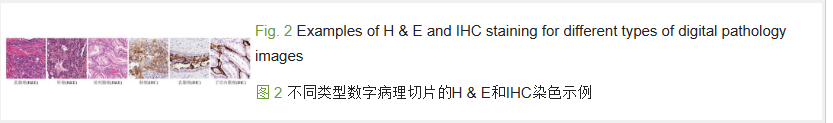 Fig. 2 Examples of H & E and IHC staining for different types of digital pathology
images
图 2 不同类型数字病理切片的H & E和IHC染色示例